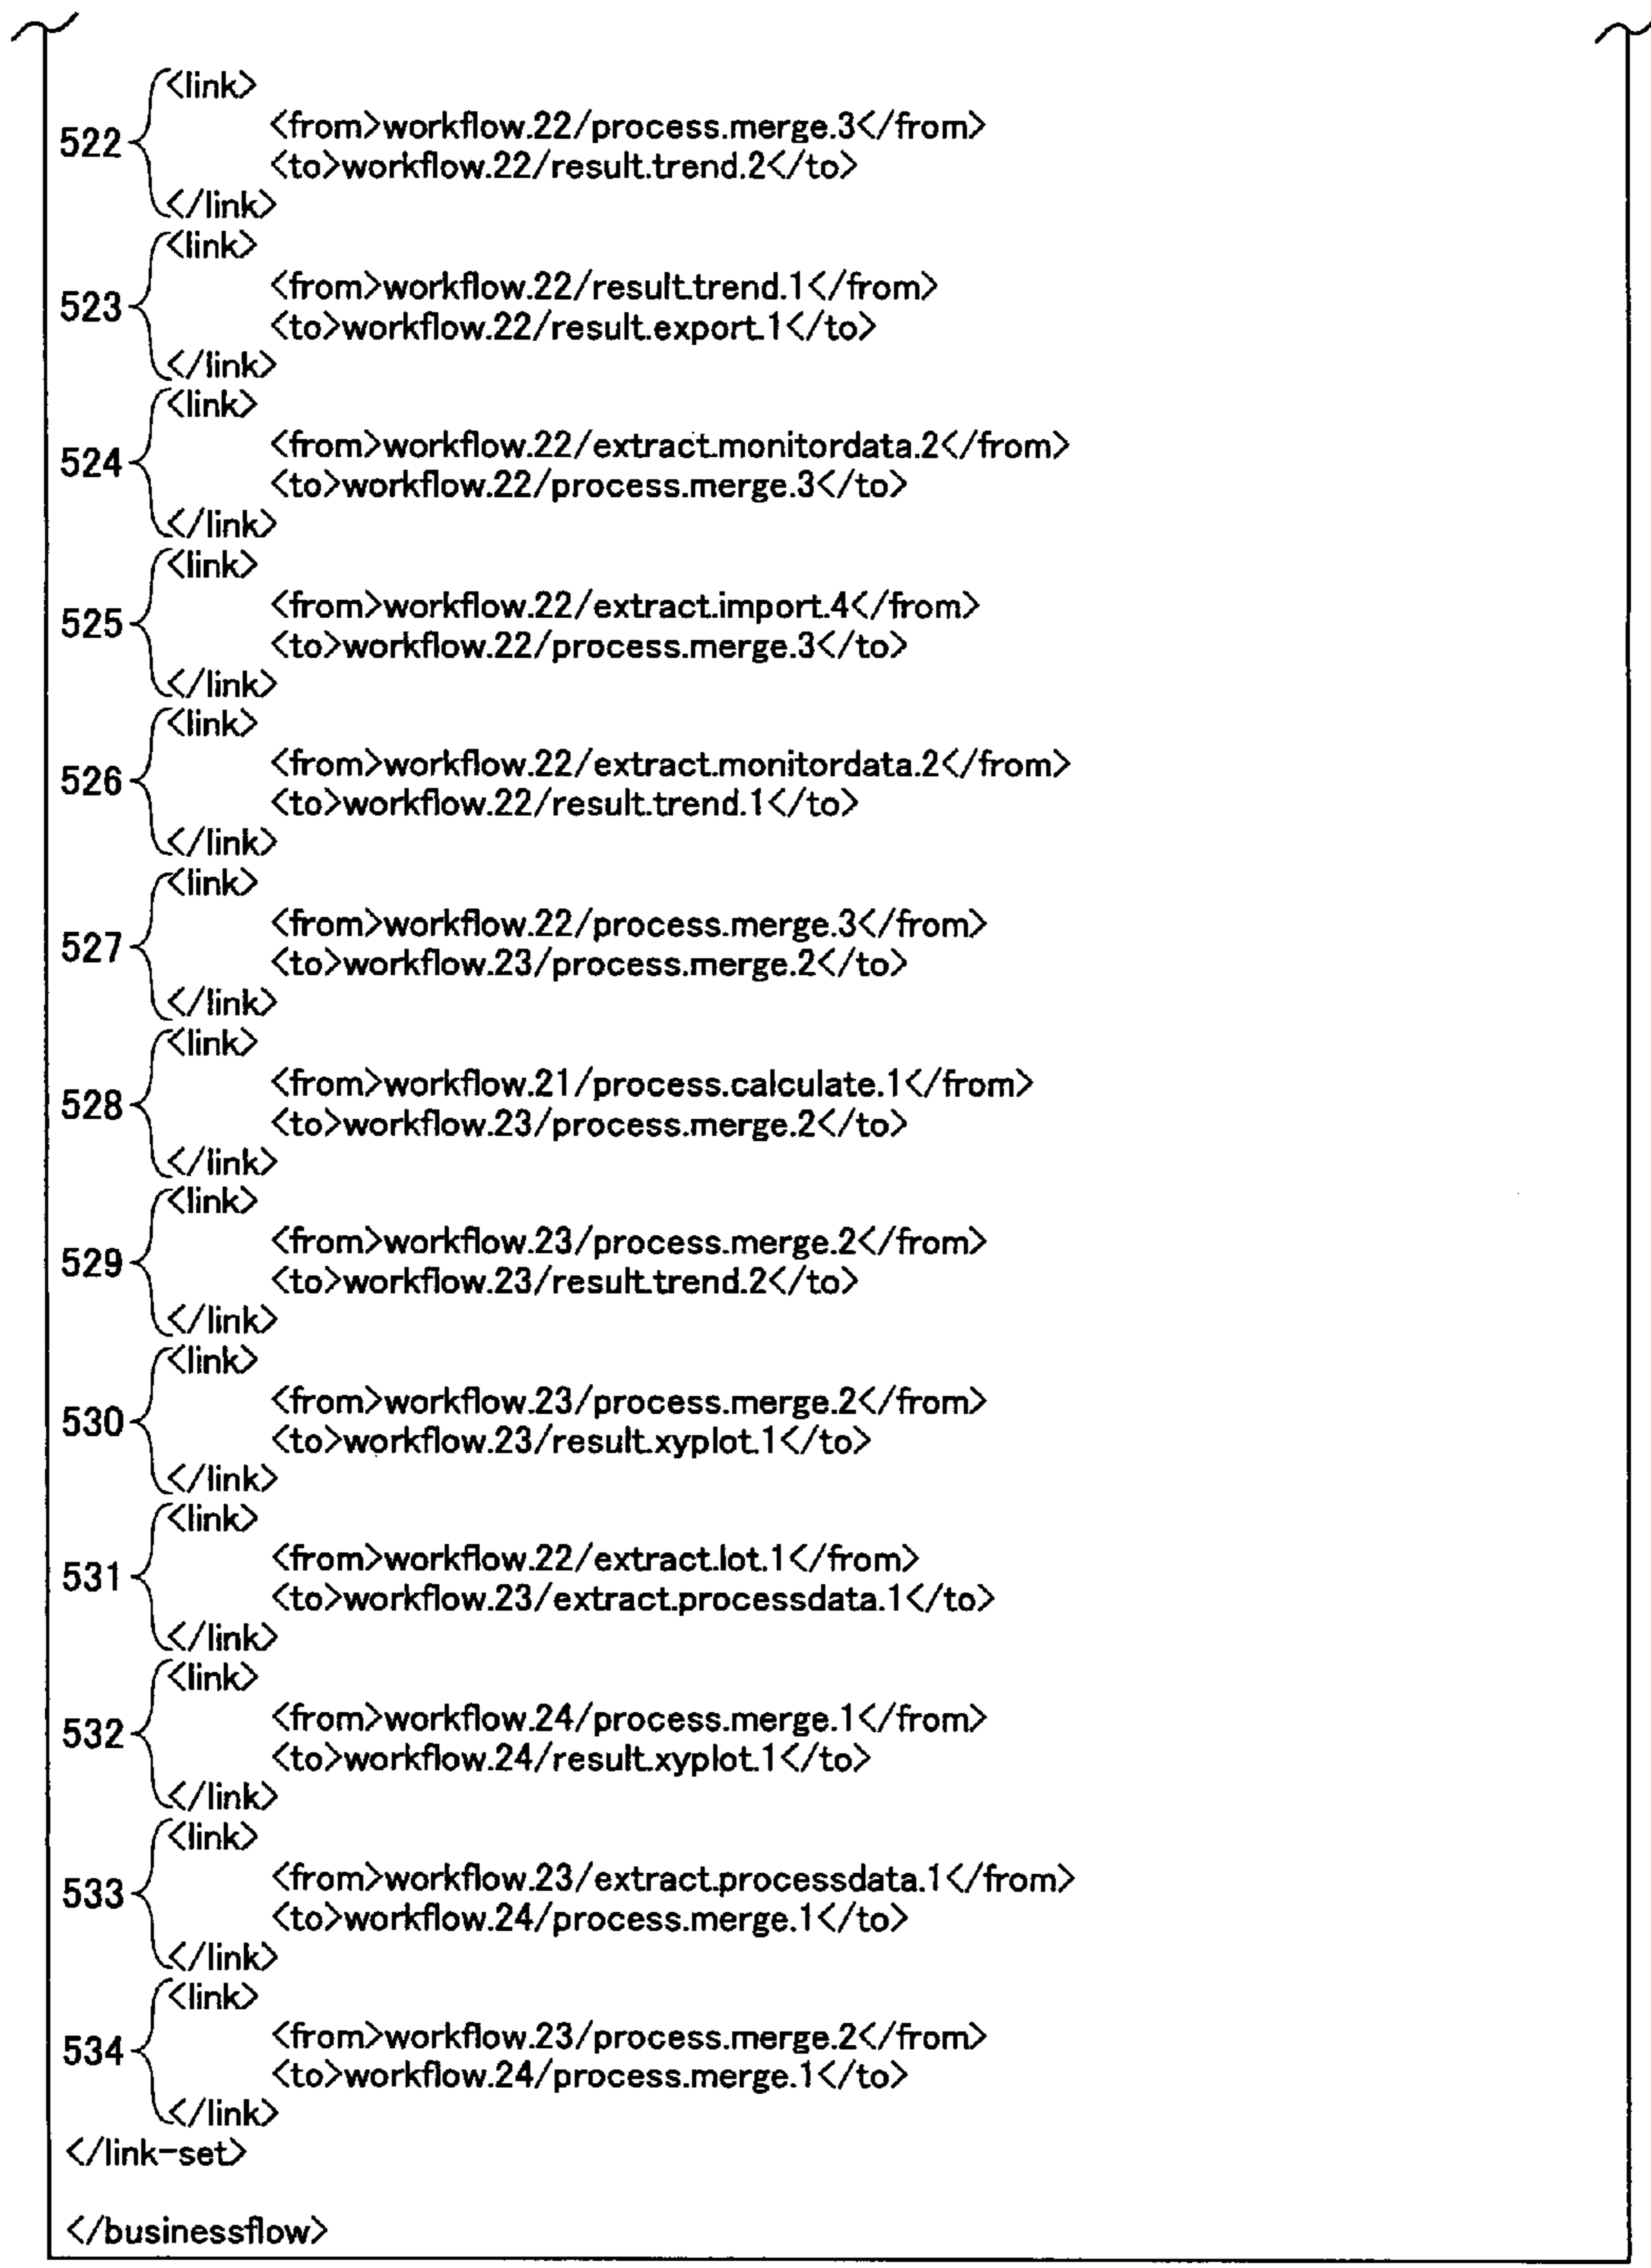 <link>
522
<from>workflow.22/process.merge.3</from>
<to>workflow.22/result.trend.2</to>
</link>
<link>
523
<from>workflow.22/result.trend.1</from>
<to>workflow.22/result.export.1</to>
</link>
<link>
524
<from>workflow.22/extract.monitordata.2</from>
<to>workflow.22/process.merge.3</to>
</link>
<link>
525
<from>workflow.22/extract.import.4</from>
<to>workflow.22/process.merge.3</to>
</link>
<link>
526
<from>workflow.22/extract.monitordata.2</from>
<to>workflow.22/result.trend.1</to>
</link>
<link>
527
<from>workflow.22/process.merge.3</from>
<to>workflow.23/process.merge.2</to>
</link>
<link>
528
<from>workflow.21/process.calculate.1</from>
<to>workflow.23/process.merge.2</to>
</link>
<link>
529
<from>workflow.23/process.merge.2</from>
<to>workflow.23/result.trend.2</to>
</link>
<link>
530
<from>workflow.23/process.merge.2</from>
<to>workflow.23/result.xyplot.1</to>
</link>
<link>
531
<from>workflow.22/extract.lot.1</from>
<to>workflow.23/extract.processdata.1</to>
</link>
<link>
532
<from>workflow.24/process.merge.1</from>
<to>workflow.24/result.xyplot.1</to>
</link>
<link>
533
<from>workflow.23/extract.processdata.1</from>
<to>workflow.24/process.merge.1</to>
</link>
<link>
534
<from>workflow.23/process.merge.2</from>
<to>workflow.24/process.merge.1</to>
</link>
</link-set>
</businessflow>